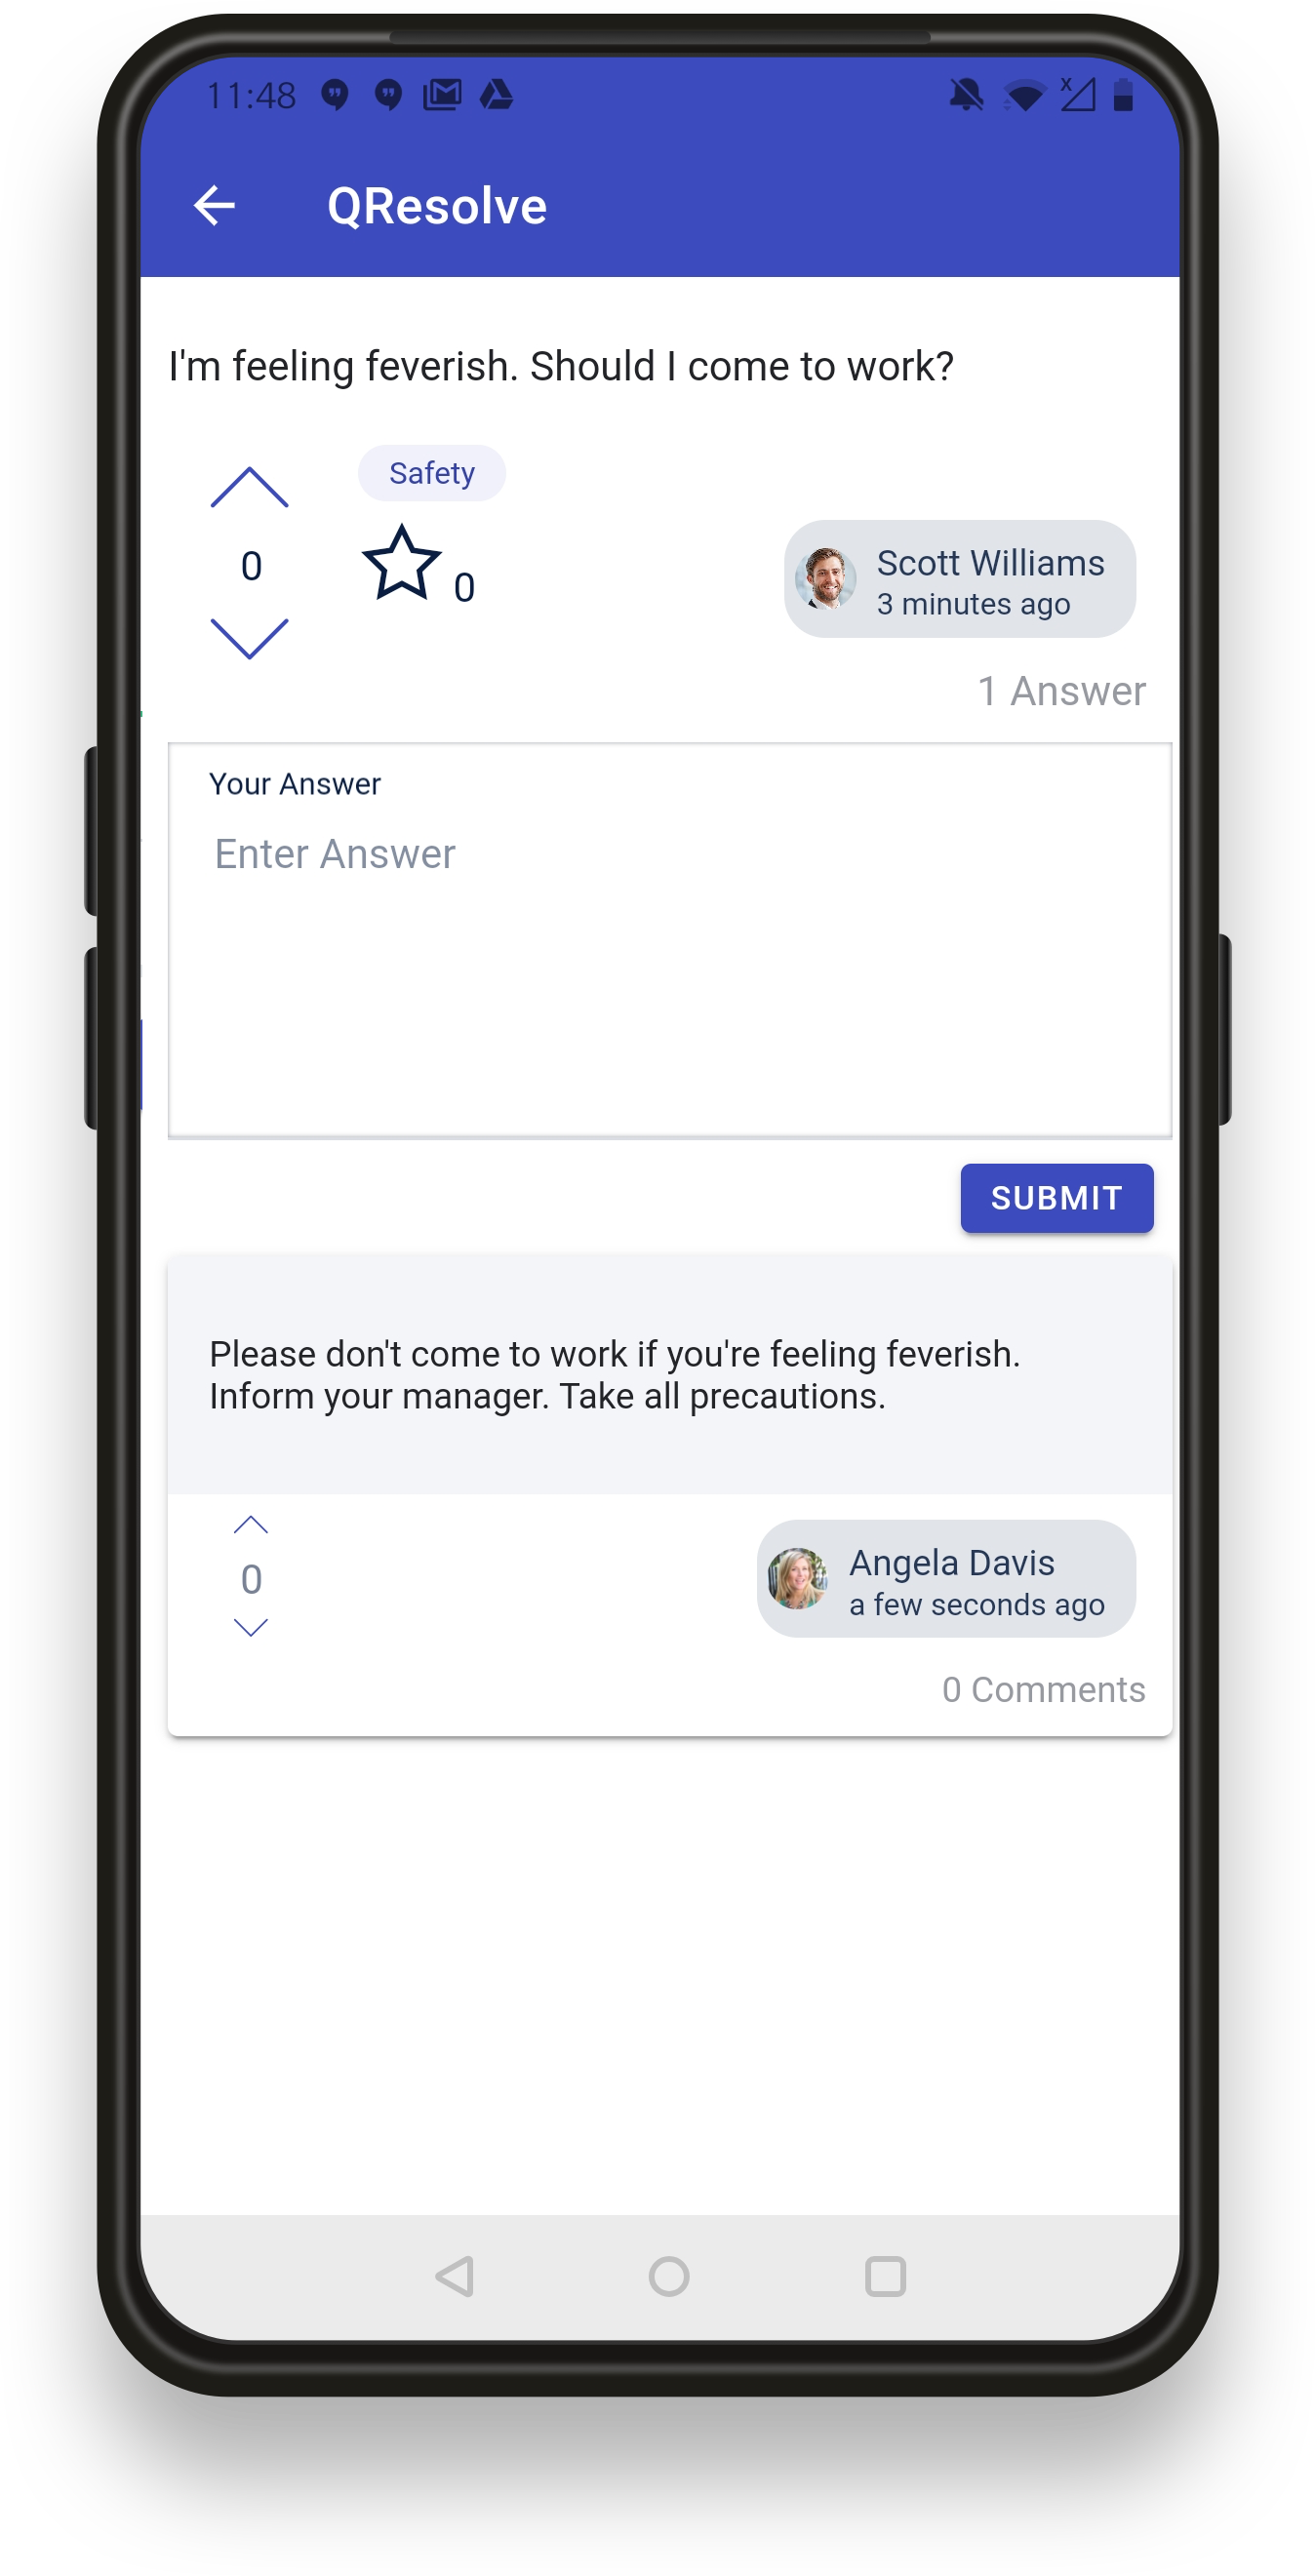 11:48
QResolve
I'm feeling feverish. Should I come to work?
Safety
0
0
Scott Williams
3 minutes ago
1 Answer
Your Answer
Enter Answer
SUBMIT
Please don't come to work if you're feeling feverish.
Inform your manager. Take all precautions.
0
Angela Davis
a few seconds ago
0 Comments